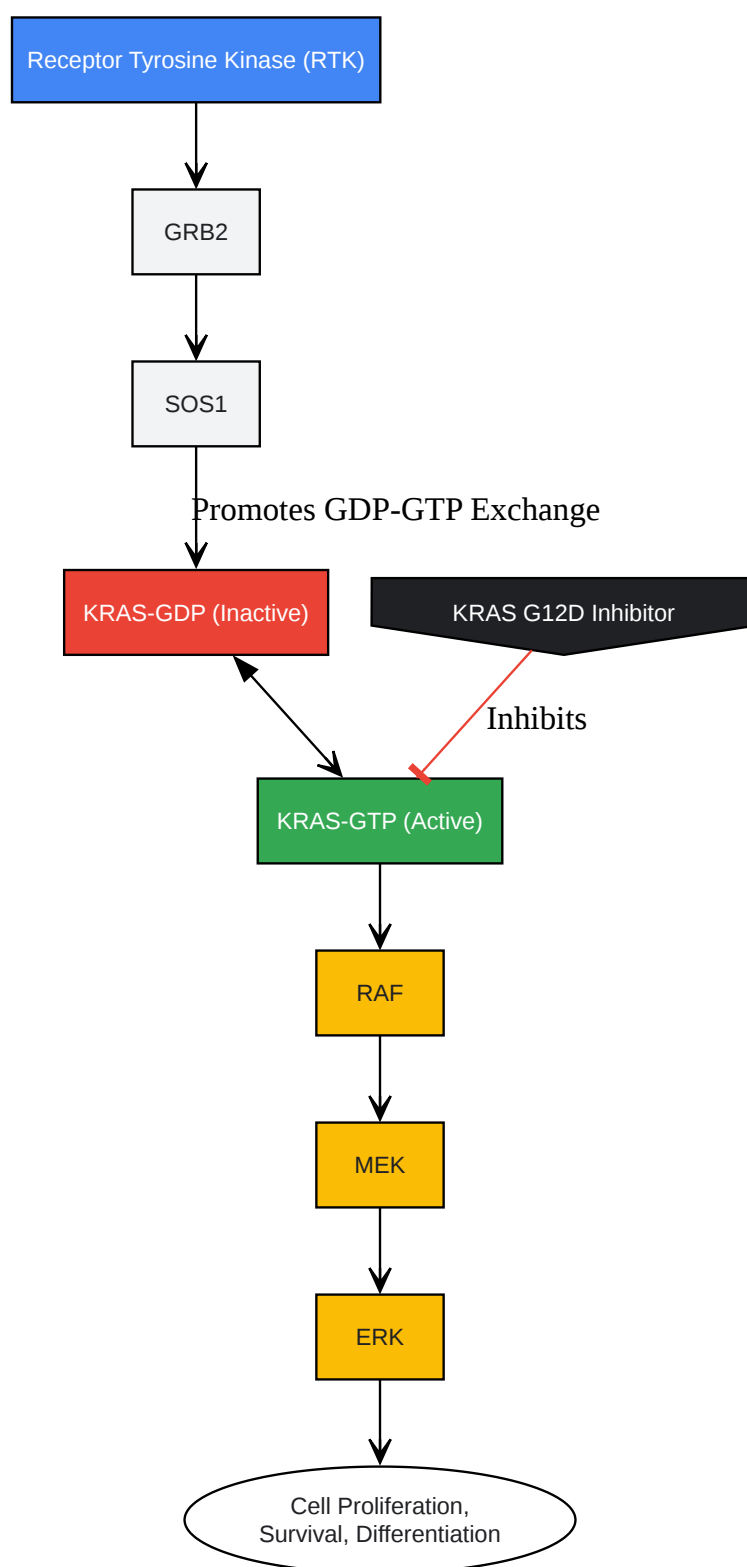 Receptor Tyrosine Kinase (RTK)
GRB2
SOS1
Promotes GDP-GTP Exchange
KRAS-GDP (Inactive)
KRAS G12D Inhibitor
Inhibits
KRAS-GTP (Active)
RAF
MEK
ERK
Cell Proliferation,
Survival, Differentiation